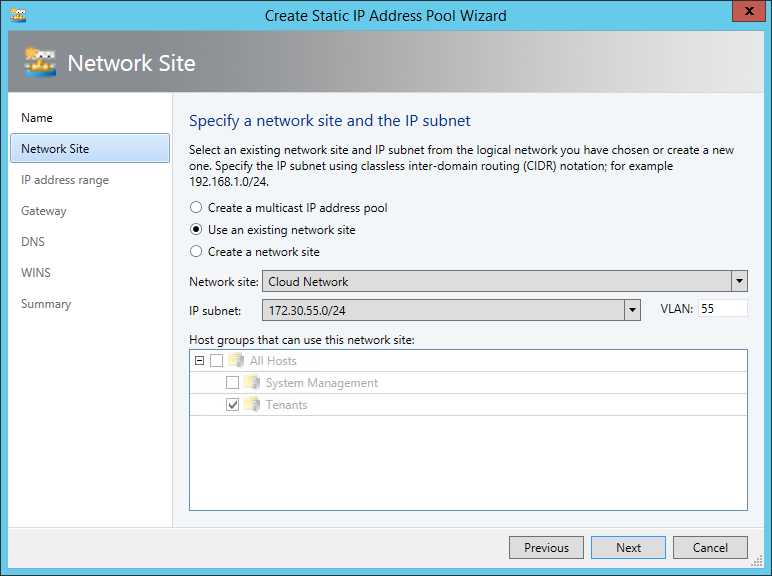 Create Static IP Address Pool Wizard
x
Network Site
Name
Network Site
IP address range
Gateway
DNS
WINS
Summary
Specify a network site and the IP subnet
Select an existing network site and IP subnet from the logical network you have chosen or create a new
one. Specify the IP subnet using classless inter-domain routing (CIDR) notation; for example
192.168.1.0/24.
Create a multicast IP address pool
Use an existing network site
Create a network site
Network site: Cloud Network
IP subnet: 172.30.55.0/24 VLAN: 55
Host groups that can use this network site:
All Hosts
System Management
Tenants
Previous Next Cancel